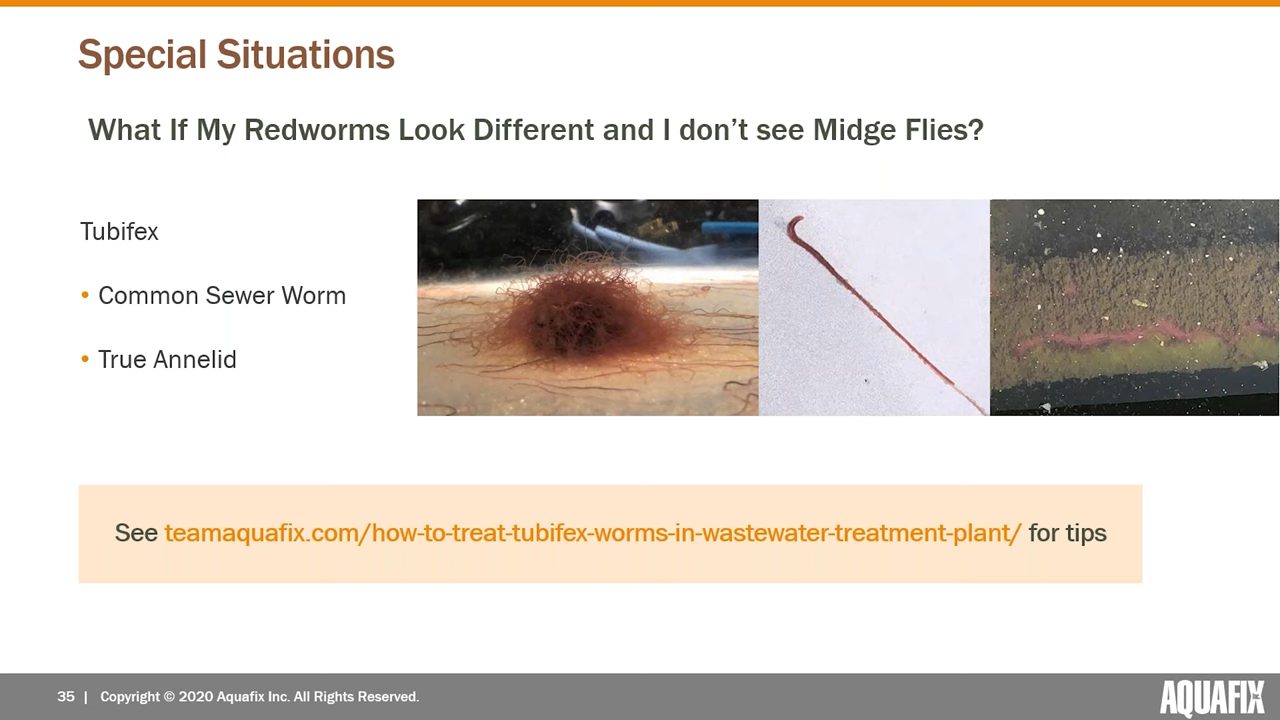 Special Situations
What If My Redworms Look Different and I don’t see Midge Flies?
Tubifex
• Common Sewer Worm
• True Annelid
See teamaquafix.com/how-to-treat-tubifex-worms-in-wastewater-treatment-plant/ for tips
35 | Copyright © 2020 Aquafix Inc. All Rights Reserved.
AQUAFIX INC.